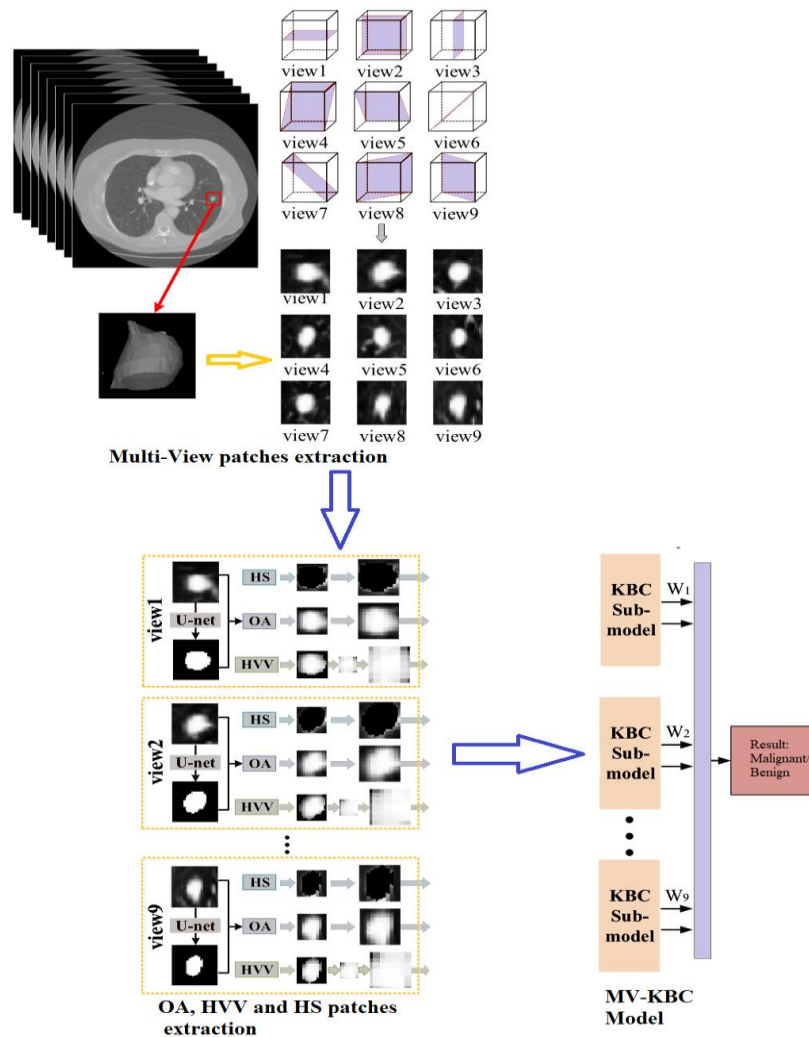 view1 view2 view3
view4 view5 view6
view7 view8 view9
view1 view2 view3
view4 view5 view6
view7 view8 view9
Multi-View patches extraction
view1
U-net
HS
OA
HVV
view2
U-net
HS
OA
HVV
view9
U-net
HS
OA
HVV
OA, HVV and HS patches
extraction
KBC
Sub-
model
W1
KBC
Sub-
model
W2
KBC
Sub-
model
W9
Result:
Malignant/
Benign
MV-KBC
Model